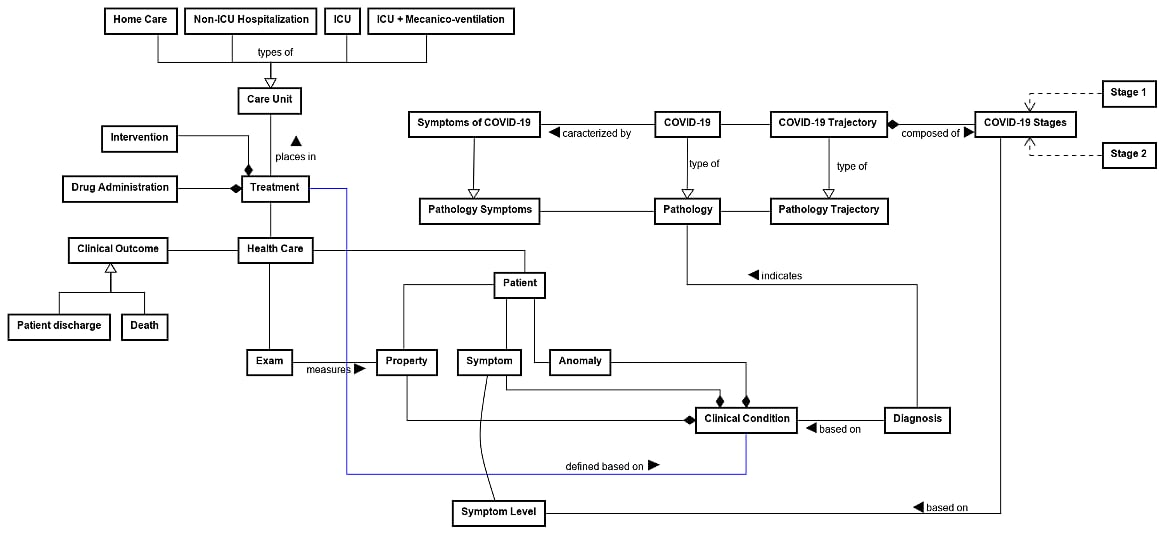 Home Care
Non-ICU Hospitalization
ICU
ICU + Mecanico-ventilation
types of
Care Unit
Stage 1
Intervention
Symptoms of COVID-19
COVID-19
COVID-19 Trajectory
COVID-19 Stages
caracterized by
composed of
places in
Stage 2
type of
type of
Drug Administration
Treatment
Pathology Symptoms
Pathology
Pathology Trajectory
Clinical Outcome
Health Care
indicates
Patient
Patient discharge
Death
Exam
measures
Property
Symptom
Anomaly
Clinical Condition
Diagnosis
based on
defined based on
Symptom Level
based on